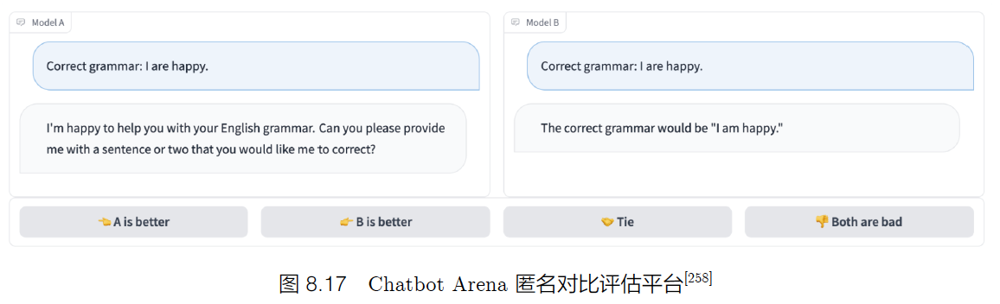 Model A
Correct grammar: I are happy.
I'm happy to help you with your English grammar. Can you please provide
me with a sentence or two that you would like me to correct?
Model B
Correct grammar: I are happy.
The correct grammar would be "I am happy."
👈 A is better
👉 B is better
🤝 Tie
👎 Both are bad
图 8.17 Chatbot Arena 匿名对比评估平台[258]